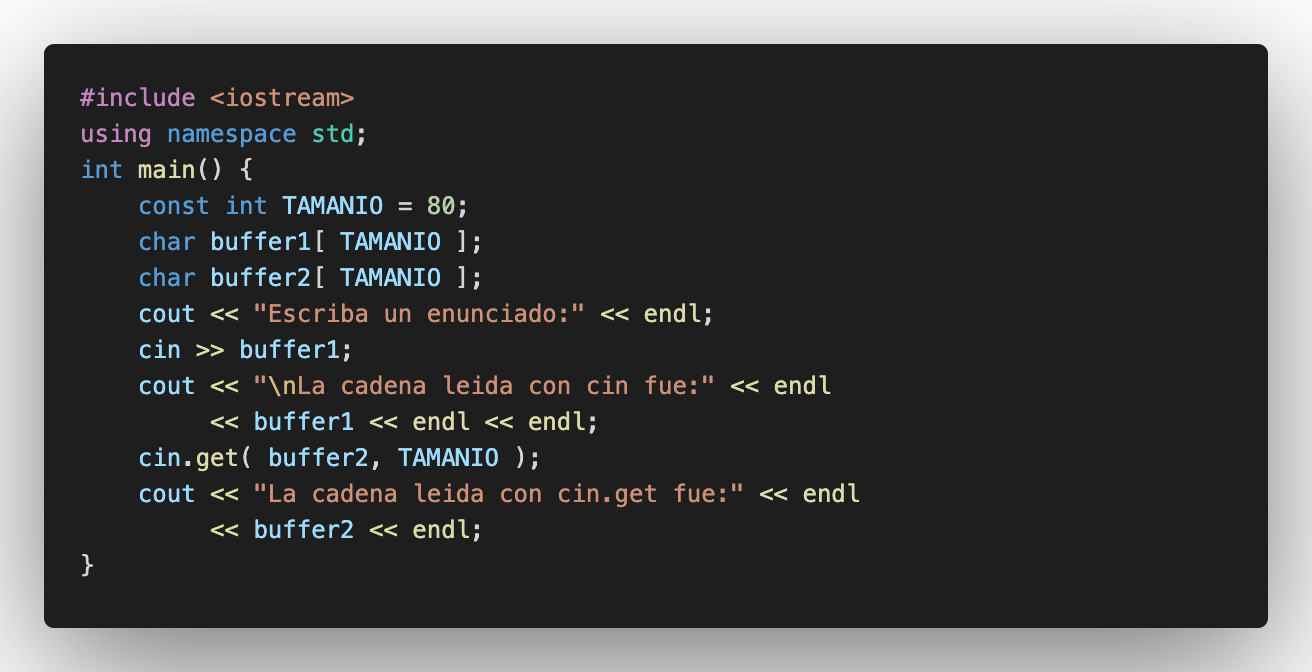 #include <iostream>
using namespace std;
int main() {
    const int TAMANIO = 80;
    char buffer1[ TAMANIO ];
    char buffer2[ TAMANIO ];
    cout << "Escriba un enunciado:" << endl;
    cin >> buffer1;
    cout << "\nLa cadena leida con cin fue:" << endl
         << buffer1 << endl << endl;
    cin.get( buffer2, TAMANIO );
    cout << "La cadena leida con cin.get fue:" << endl
         << buffer2 << endl;
}